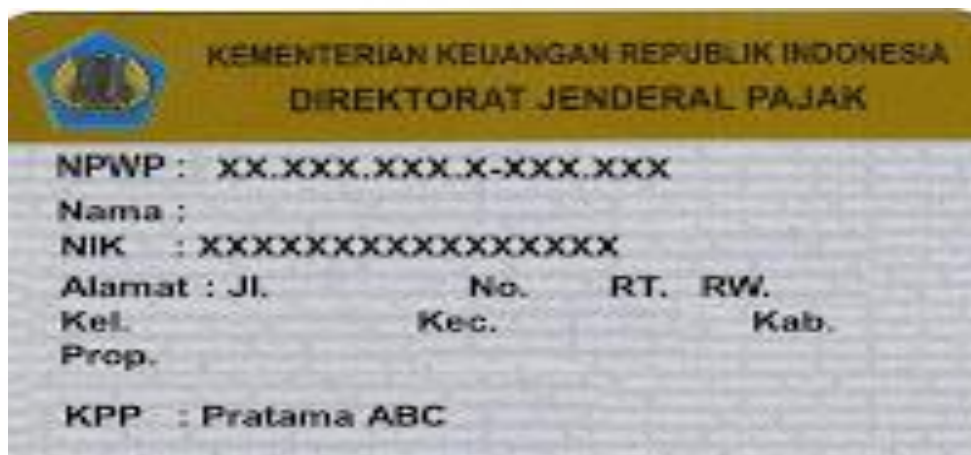 KEMENTERIAN KEUANGAN REPUBLIK INDONESIA
DIREKTORAT JENDERAL PAJAK
NPWP : XX.XXX.XXX.X-XXX.XXX
Nama :
NIK : XXXXXXXXXXXXXXXX
Alamat : Jl. No. RT. RW.
Kel. Kec. Kab.
Prop.
KPP : Pratama ABC